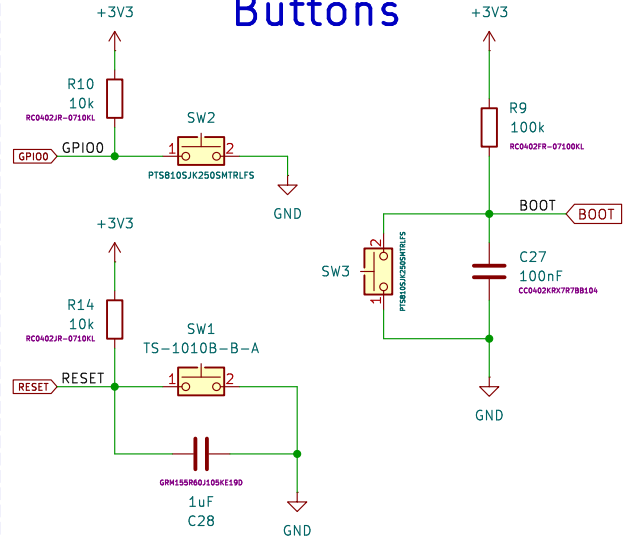 Buttons
+3V3
R10
10k
RC0402JR-0710KL
GPIO0
GPIO0
SW2
1
2
PTS810SJK250SMTRLFS
GND
+3V3
R14
10k
RC0402JR-0710KL
RESET
RESET
SW1
TS-1010B-B-A
1
2
GRM155R60J105KE19D
1uF
C28
GND
+3V3
R9
100k
RC0402FR-07100KL
BOOT
BOOT
SW3
2
1
PTS810SJK250SMTRLFS
C27
100nF
CC0402KRX7R7BB104
GND